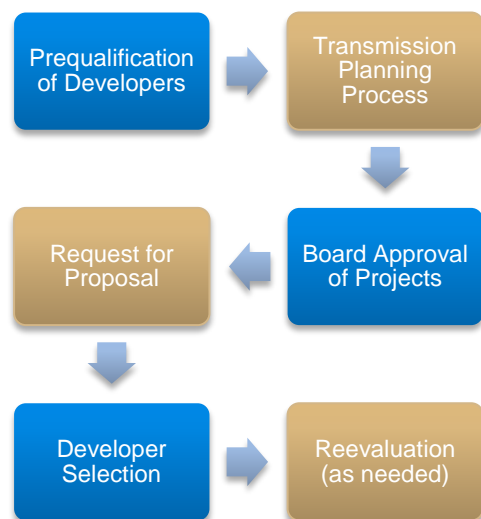 Prequalification
of Developers
Transmission
Planning
Process
Board Approval
of Projects
Request for
Proposal
Developer
Selection
Reevaluation
(as needed)